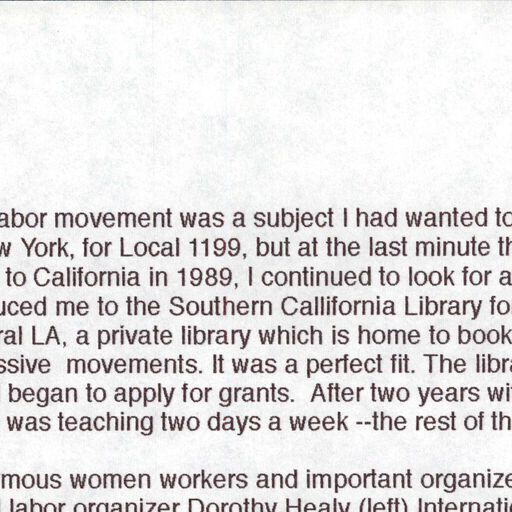 abor movement was a subject I had wanted to
w York, for Local 1199, but at the last minute th
to California in 1989, I continued to look for a
uced me to the Southern Callifornia Library fo
ral LA, a private library which is home to book
ssive movements. It was a perfect fit. The libra
began to apply for grants. After two years wi
was teaching two days a week --the rest of th
mous women workers and important organize
labor organizer Dorothy Healy (left) Internati